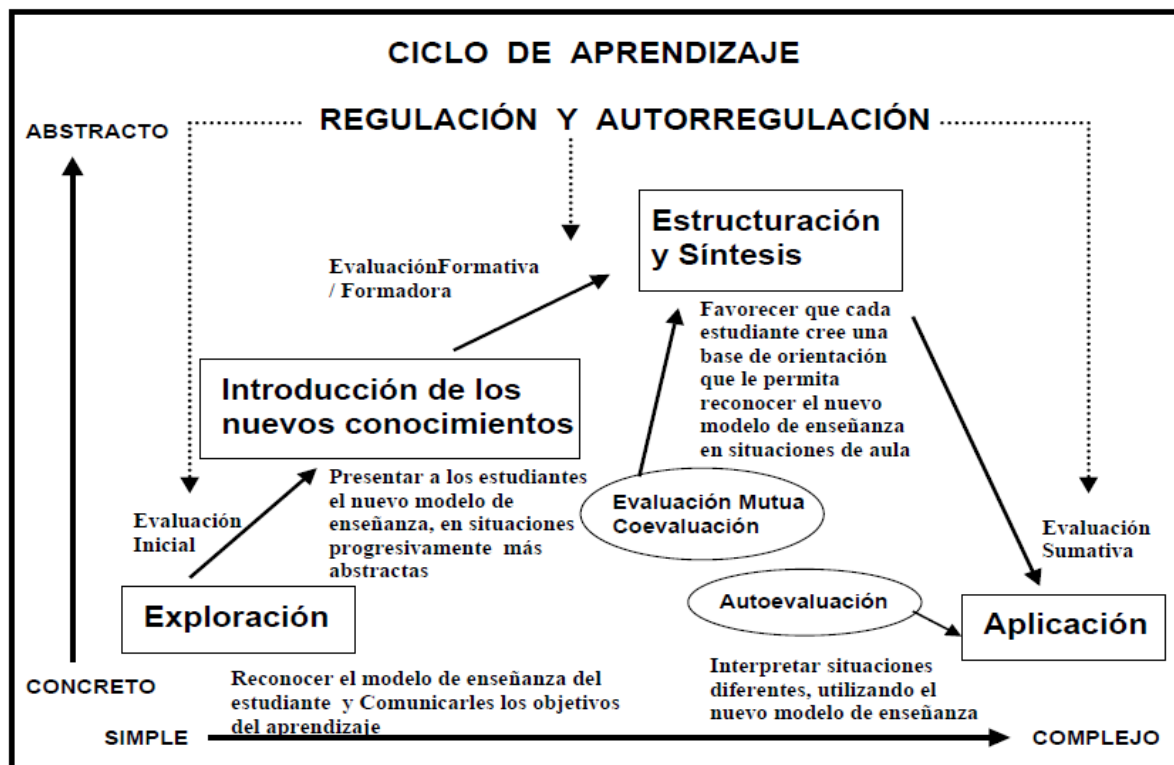 CICLO DE APRENDIZAJE
REGULACIÓN Y AUTORREGULACIÓN
ABSTRACTO
Estructuración
y Síntesis
EvaluaciónFormativa
/ Formadora
Favorecer que cada
estudiante cree una
base de orientación
que le permita
reconocer el nuevo
modelo de enseñanza
en situaciones de aula
Introducción de los
nuevos conocimientos
Presentar a los estudiantes
el nuevo modelo de
enseñanza, en situaciones
progresivamente más
abstractas
Evaluación Mutua
Coevaluación
Evaluación
Inicial
Evaluación
Sumativa
Exploración
Autoevaluación
Aplicación
Reconocer el modelo de enseñanza del
estudiante y Comunicarles los objetivos
del aprendizaje
Interpretar situaciones
diferentes, utilizando el
nuevo modelo de enseñanza
CONCRETO
SIMPLE
COMPLEJO